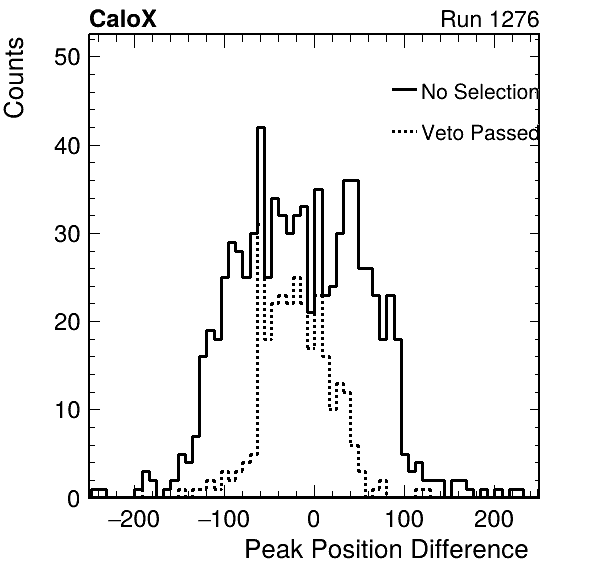 CaloX Run 1276
Counts
50
No Selection
Veto Passed
40
30
20
10
0
−200 −100 0 100 200
Peak Position Difference